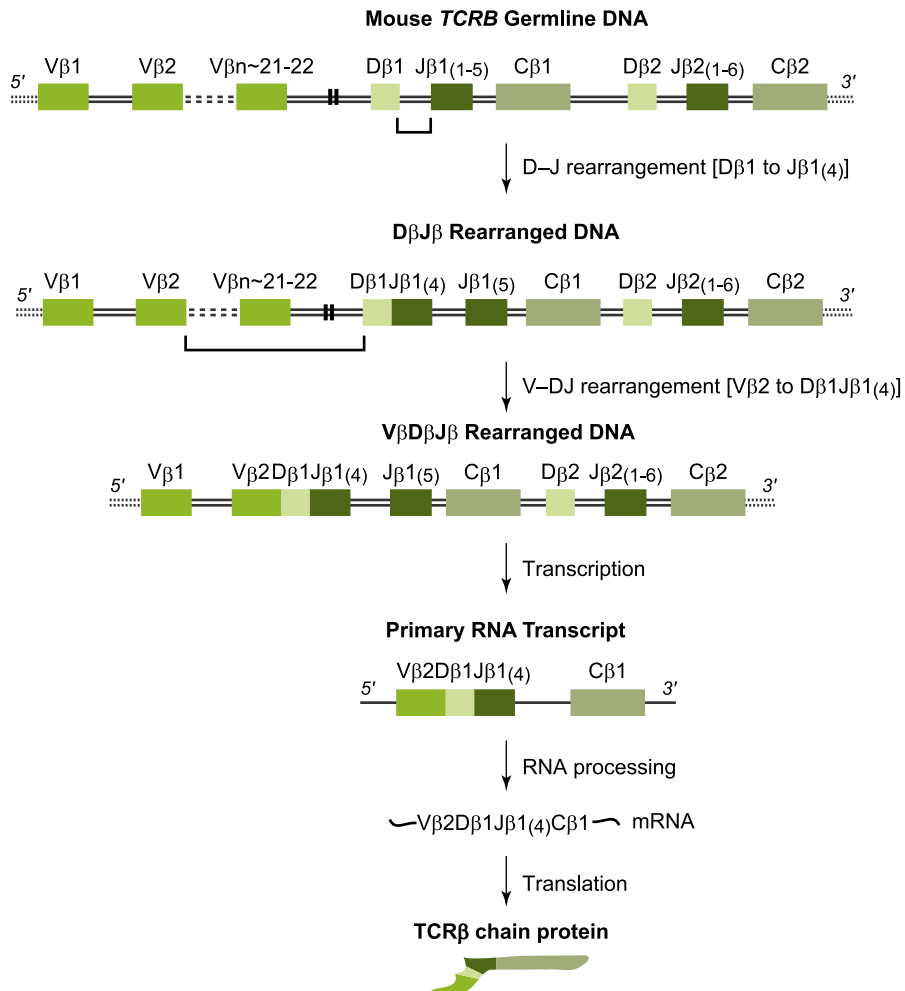 Mouse TCRB Germline DNA
Vβ1 Vβ2 Vβn~21-22 Dβ1 Jβ1(1-5) Cβ1 Dβ2 Jβ2(1-6) Cβ2
5′ 3′
D–J rearrangement [Dβ1 to Jβ1(4)]
DβJβ Rearranged DNA
Vβ1 Vβ2 Vβn~21-22 Dβ1Jβ1(4) Jβ1(5) Cβ1 Dβ2 Jβ2(1-6) Cβ2
5′ 3′
V–DJ rearrangement [Vβ2 to Dβ1Jβ1(4)]
VβDβJβ Rearranged DNA
Vβ1 Vβ2Dβ1Jβ1(4) Jβ1(5) Cβ1 Dβ2 Jβ2(1-6) Cβ2
5′ 3′
Transcription
Primary RNA Transcript
Vβ2Dβ1Jβ1(4) Cβ1
5′ 3′
RNA processing
Vβ2Dβ1Jβ1(4)Cβ1 mRNA
Translation
TCRβ chain protein